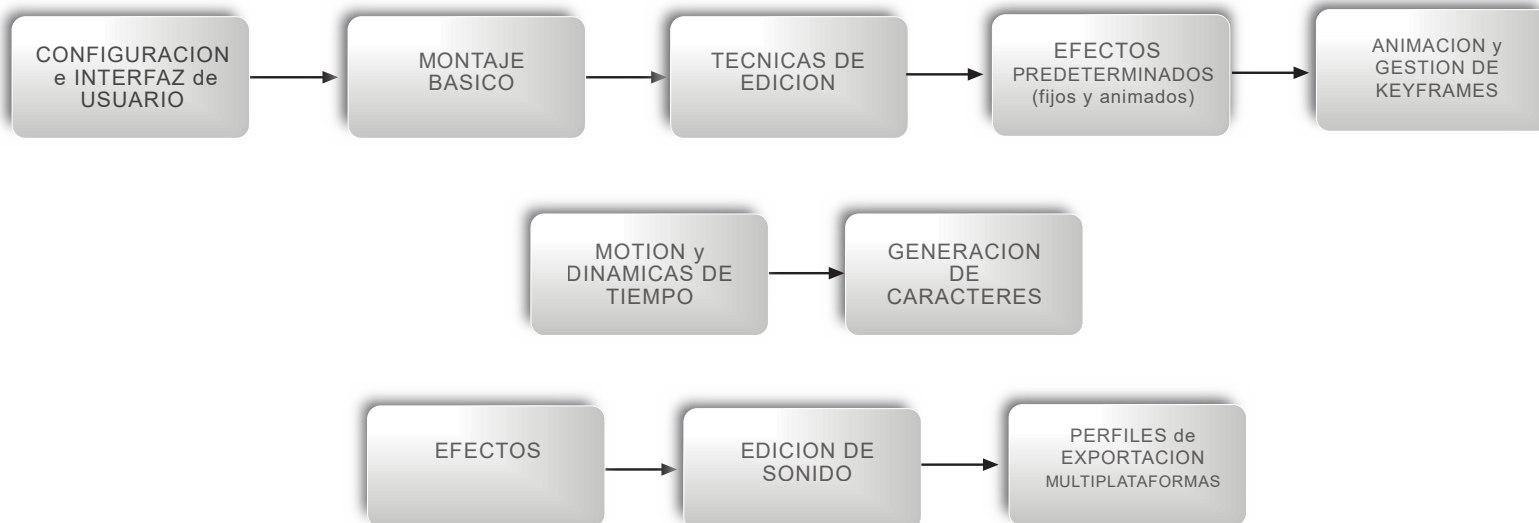 CONFIGURACION
e INTERFAZ de
USUARIO
MONTAJE
BASICO
TECNICAS DE
EDICION
EFECTOS
PREDETERMINADOS
(fijos y animados)
ANIMACION y
GESTION DE
KEYFRAMES
MOTION y
DINAMICAS DE
TIEMPO
GENERACION
DE
CARACTERES
EFECTOS
EDICION DE
SONIDO
PERFILES de
EXPORTACION
MULTIPLATAFORMAS